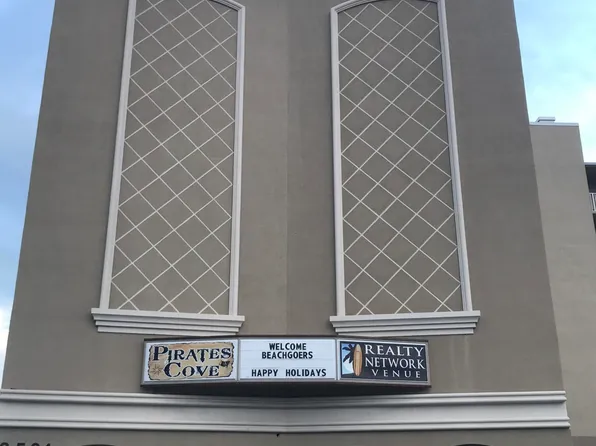 PIRATES
COVE
WELCOME
BEACHGOERS
HAPPY HOLIDAYS
REALTY
NETWORK
VENUE